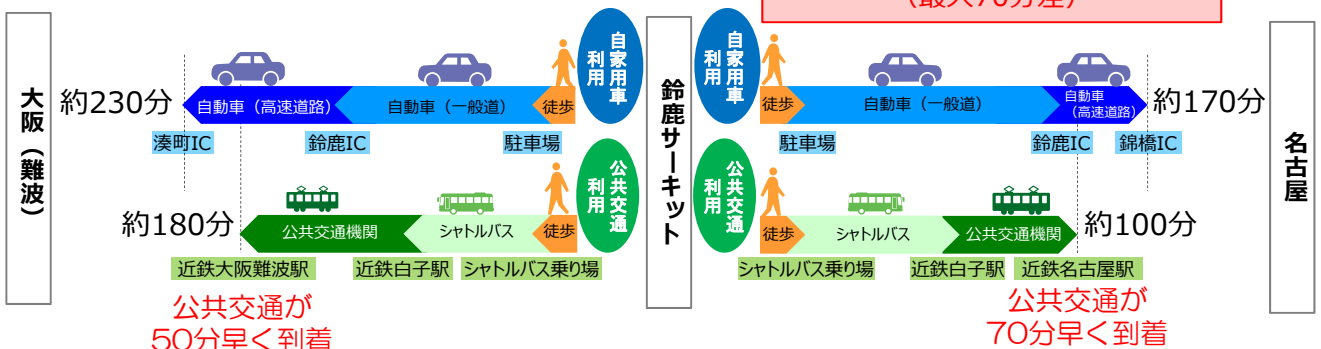 （最大70分差）
大阪（難波）
約230分
自動車（高速道路）
自動車（一般道）
徒歩
自家用車
利用
湊町IC
鈴鹿IC
駐車場
約180分
公共交通機関
シャトルバス
徒歩
公共交通
利用
近鉄大阪難波駅
近鉄白子駅
シャトルバス乗り場
公共交通が
50分早く到着
鈴鹿サーキット
自家用車
利用
徒歩
自動車（一般道）
自動車
（高速道路）
約170分
駐車場
鈴鹿IC
錦橋IC
公共交通
利用
徒歩
シャトルバス
公共交通機関
約100分
シャトルバス乗り場
近鉄白子駅
近鉄名古屋駅
公共交通が
70分早く到着
名古屋